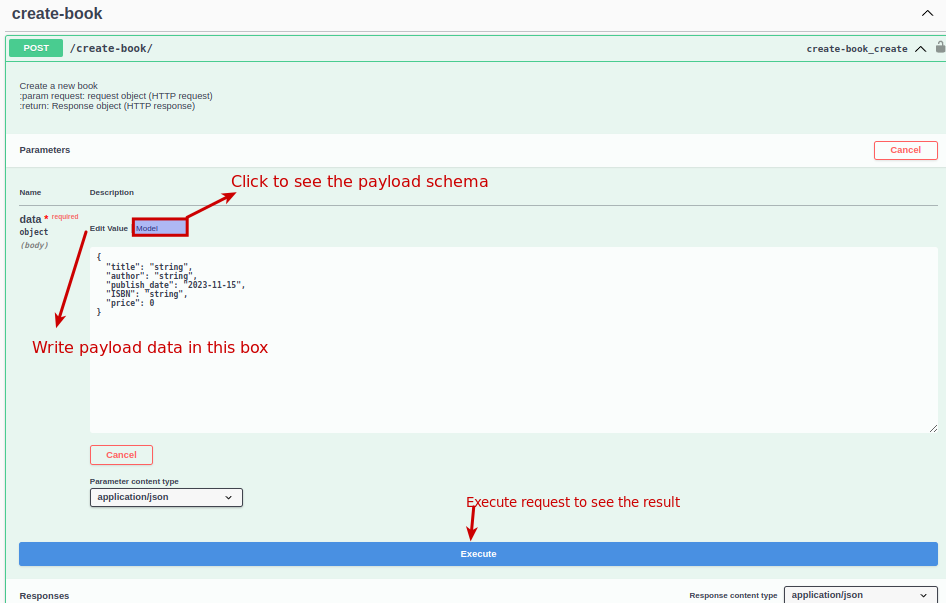 create-book
POST /create-book/ create-book_create
Create a new book
:param request: request object (HTTP request)
:return: Response object (HTTP response)
Parameters
Cancel
Click to see the payload schema
Name
Description
data * required
object
(body)
Edit Value
Model
{
"title": "string",
"author": "string",
"publish_date": "2023-11-15",
"ISBN": "string",
"price": 0
}
Write payload data in this box
Cancel
Parameter content type
application/json
Execute request to see the result
Execute
Responses
Response content type
application/json